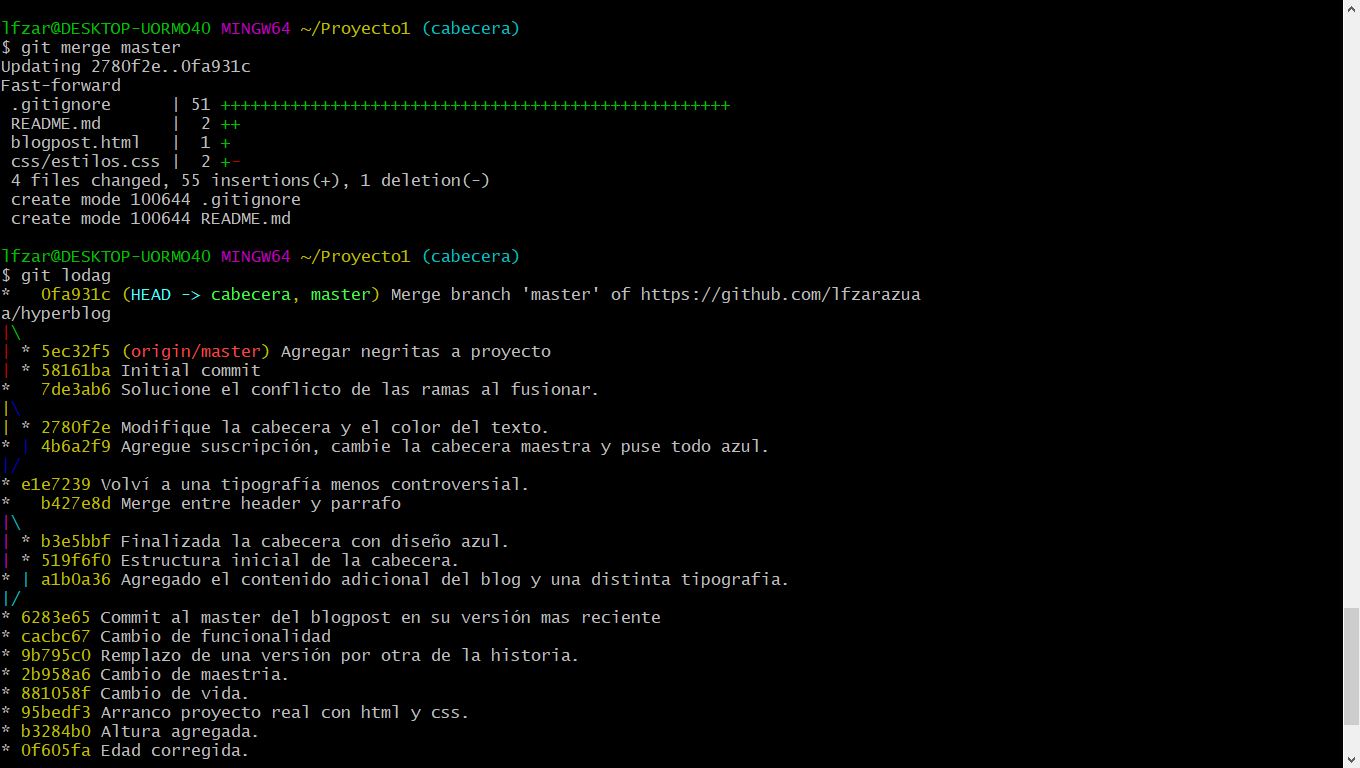 lfzar@DESKTOP-UORMO4O MINGW64 ~/Proyecto1 (cabecera)
$ git merge master
Updating 2780f2e..0fa931c
Fast-forward
 .gitignore      | 51 +++++++++++++++++++++++++++++++++++++++++++++++++++
 README.md       |  2 ++
 blogpost.html   |  1 +
 css/estilos.css |  2 +-
 4 files changed, 55 insertions(+), 1 deletion(-)
 create mode 100644 .gitignore
 create mode 100644 README.md

lfzar@DESKTOP-UORMO4O MINGW64 ~/Proyecto1 (cabecera)
$ git lodag
*   0fa931c (HEAD -> cabecera, master) Merge branch 'master' of https://github.com/lfzarazua
a/hyperblog
|\
| * 5ec32f5 (origin/master) Agregar negritas a proyecto
| * 58161ba Initial commit
*   7de3ab6 Solucione el conflicto de las ramas al fusionar.
|\
| * 2780f2e Modifique la cabecera y el color del texto.
* | 4b6a2f9 Agregue suscripción, cambie la cabecera maestra y puse todo azul.
|/
* e1e7239 Volví a una tipografía menos controversial.
*   b427e8d Merge entre header y parrafo
|\
| * b3e5bbf Finalizada la cabecera con diseño azul.
| * 519f6f0 Estructura inicial de la cabecera.
* | a1b0a36 Agregado el contenido adicional del blog y una distinta tipografia.
|/
* 6283e65 Commit al master del blogpost en su versión mas reciente
* cacbc67 Cambio de funcionalidad
* 9b795c0 Remplazo de una versión por otra de la historia.
* 2b958a6 Cambio de maestria.
* 881058f Cambio de vida.
* 95bedf3 Arranco proyecto real con html y css.
* b3284b0 Altura agregada.
* 0f605fa Edad corregida.